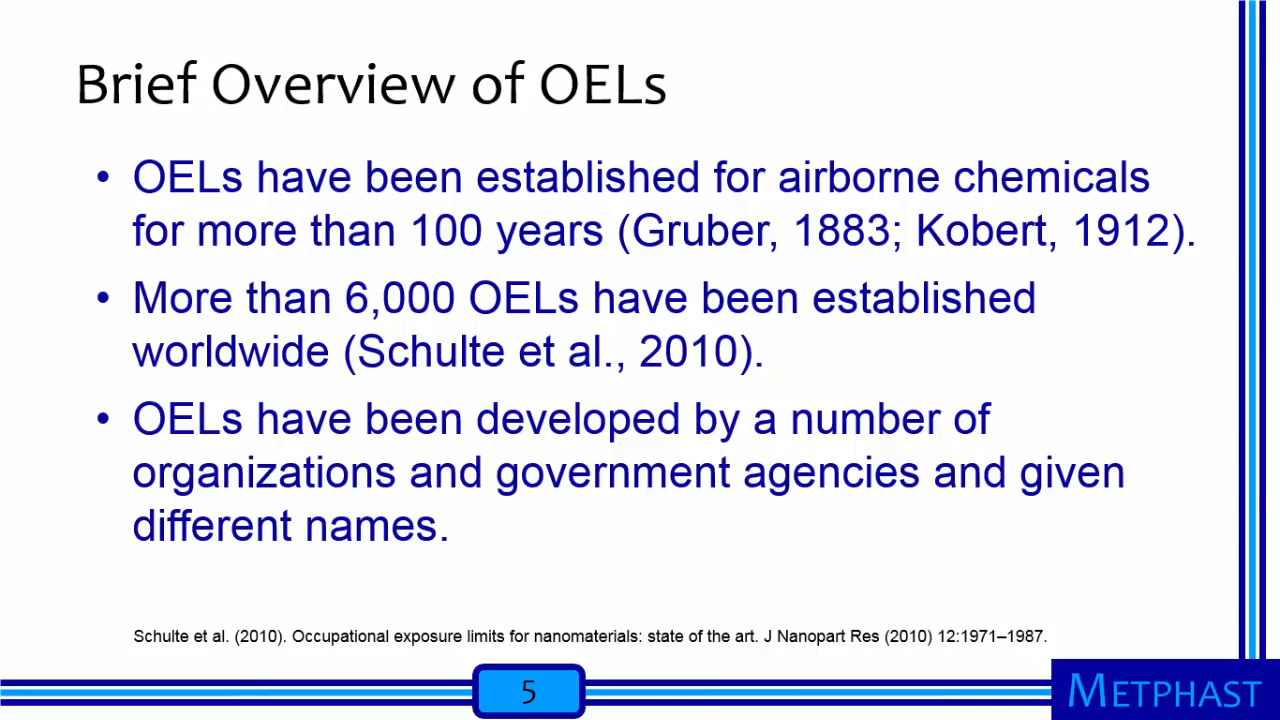 Brief Overview of OELs
• OELs have been established for airborne chemicals
for more than 100 years (Gruber, 1883; Kobert, 1912).
• More than 6,000 OELs have been established
worldwide (Schulte et al., 2010).
• OELs have been developed by a number of
organizations and government agencies and given
different names.
Schulte et al. (2010). Occupational exposure limits for nanomaterials: state of the art. J Nanopart Res (2010) 12:1971–1987.
5
METPHAST